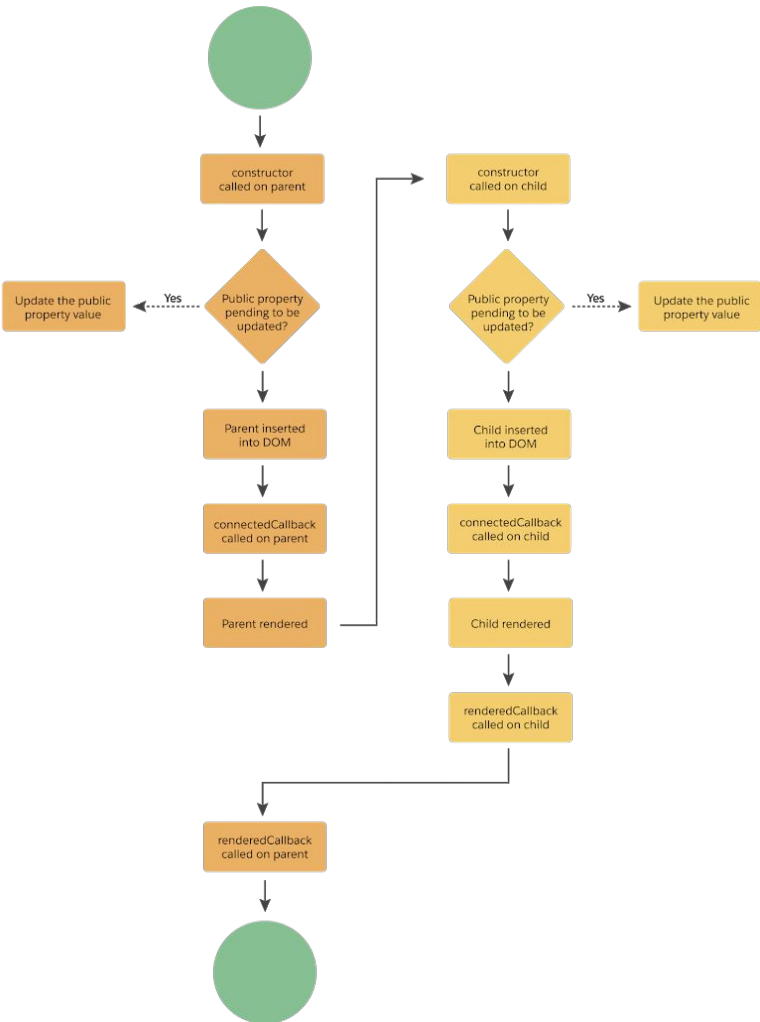 constructor
called on parent
Public property
pending to be
updated?
Yes
Update the public
property value
Parent inserted
into DOM
connectedCallback
called on parent
Parent rendered
constructor
called on child
Public property
pending to be
updated?
Yes
Update the public
property value
Child inserted
into DOM
connectedCallback
called on child
Child rendered
renderedCallback
called on child
renderedCallback
called on parent